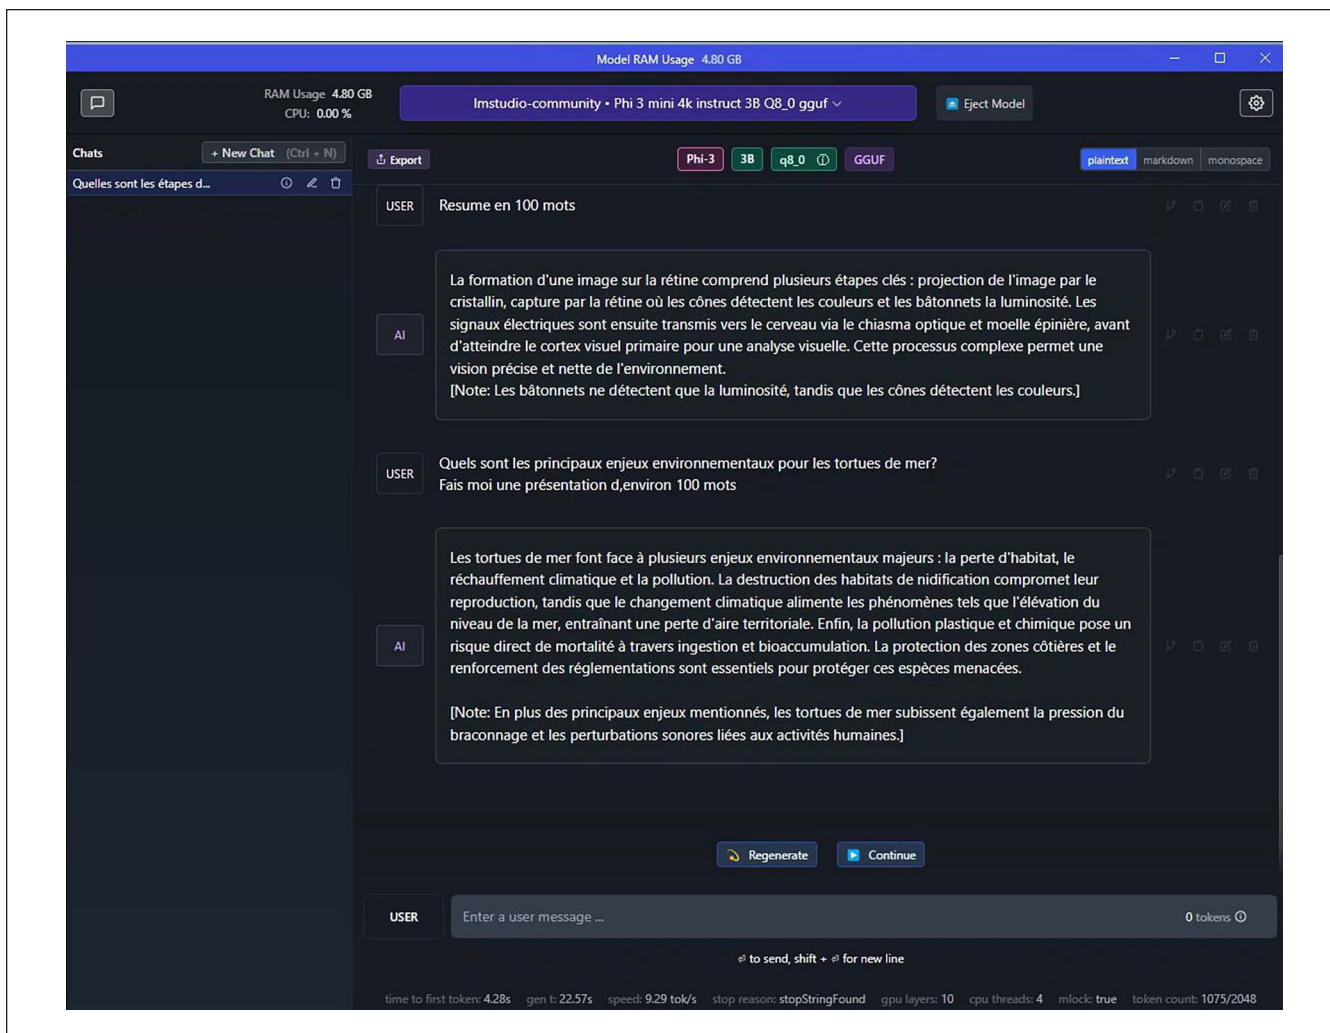 Model RAM Usage 4.80 GB
RAM Usage 4.80 GB
CPU: 0.00 %
lmstudio-community • Phi 3 mini 4k instruct 3B Q8_0 gguf
Eject Model
Chats
+ New Chat (Ctrl + N)
Export
Phi-3
3B
q8_0
GGUF
plaintext
markdown
monospace
Quelles sont les étapes d...
USER
Resume en 100 mots
AI
La formation d'une image sur la rétine comprend plusieurs étapes clés : projection de l'image par le
cristallin, capture par la rétine où les cônes détectent les couleurs et les bâtonnets la luminosité. Les
signaux électriques sont ensuite transmis vers le cerveau via le chiasma optique et moelle épinière, avant
d'atteindre le cortex visuel primaire pour une analyse visuelle. Cette processus complexe permet une
vision précise et nette de l'environnement.
[Note: Les bâtonnets ne détectent que la luminosité, tandis que les cônes détectent les couleurs.]
USER
Quels sont les principaux enjeux environnementaux pour les tortues de mer?
Fais moi une présentation d,environ 100 mots
AI
Les tortues de mer font face à plusieurs enjeux environnementaux majeurs : la perte d'habitat, le
réchauffement climatique et la pollution. La destruction des habitats de nidification compromet leur
reproduction, tandis que le changement climatique alimente les phénomènes tels que l'élévation du
niveau de la mer, entraînant une perte d'aire territoriale. Enfin, la pollution plastique et chimique pose un
risque direct de mortalité à travers ingestion et bioaccumulation. La protection des zones côtières et le
renforcement des réglementations sont essentiels pour protéger ces espèces menacées.
[Note: En plus des principaux enjeux mentionnés, les tortues de mer subissent également la pression du
braconnage et les perturbations sonores liées aux activités humaines.]
Regenerate
Continue
USER
Enter a user message ...
0 tokens
⏎ to send, shift + ⏎ for new line
time to first token: 4.28s gen t: 22.57s speed: 9.29 tok/s stop reason: stopStringFound gpu layers: 10 cpu threads: 4 mlock: true token count: 1075/2048